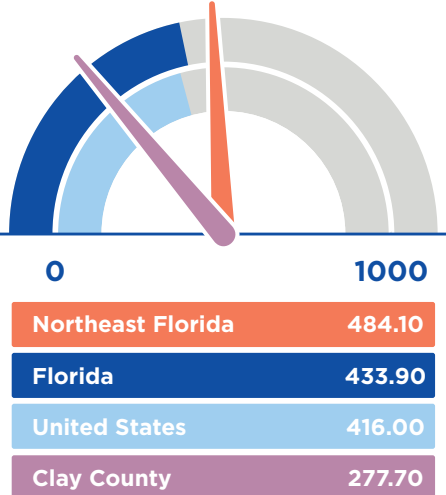 0 1000
Northeast Florida 484.10
Florida 433.90
United States 416.00
Clay County 277.70